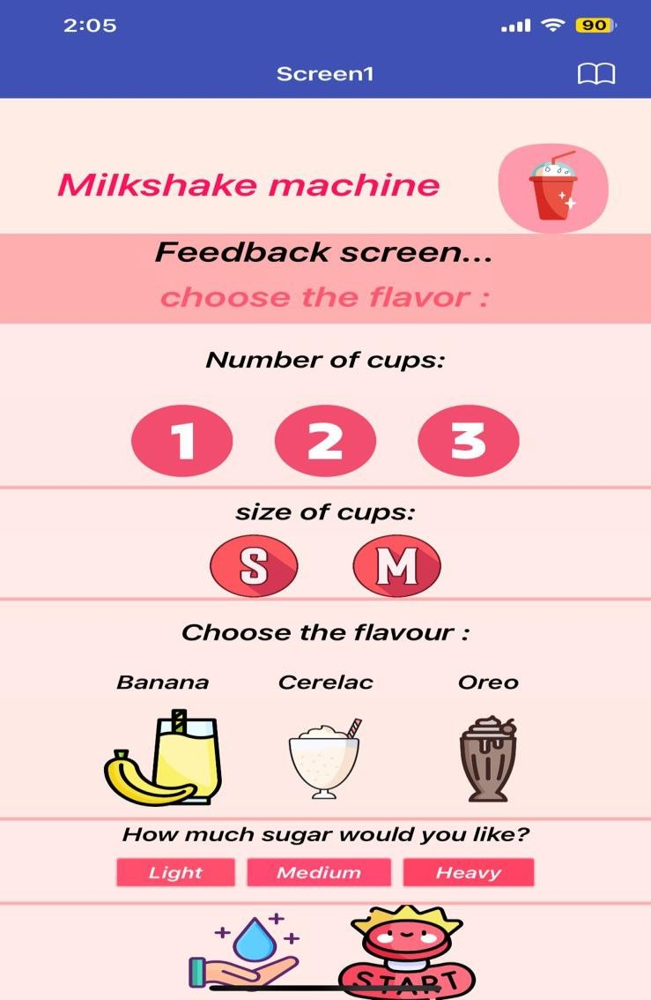 2:05
90
Screen1
Milkshake machine
Feedback screen...
choose the flavor :
Number of cups:
1 2 3
size of cups:
S M
Choose the flavour :
Banana Cerelac Oreo
How much sugar would you like?
Light Medium Heavy
START